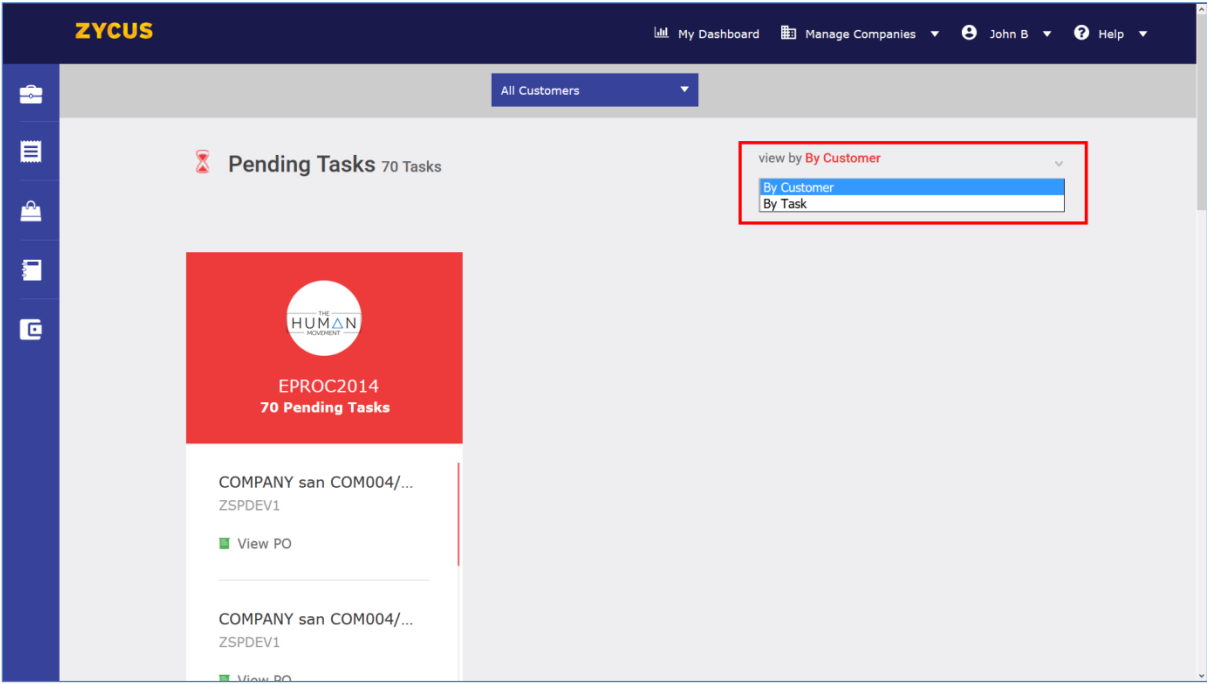 ZYCUS
My Dashboard Manage Companies John B Help
All Customers
Pending Tasks 70 Tasks
view by By Customer
By Customer
By Task
THE
HUMAN
MOVEMENT
EPROC2014
70 Pending Tasks
COMPANY san COM004/...
ZSPDEV1
View PO
COMPANY san COM004/...
ZSPDEV1
View PO